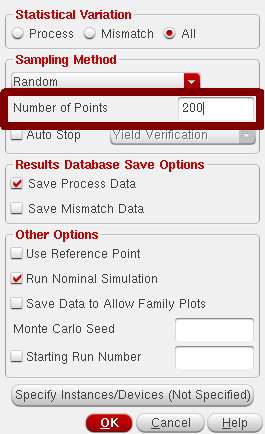 Statistical Variation
Process Mismatch All
Sampling Method
Random
Number of Points 200
Auto Stop Yield Verification
Results Database Save Options
Save Process Data
Save Mismatch Data
Other Options
Use Reference Point
Run Nominal Simulation
Save Data to Allow Family Plots
Monte Carlo Seed
Starting Run Number
Specify Instances/Devices (Not Specified)
OK Cancel Help